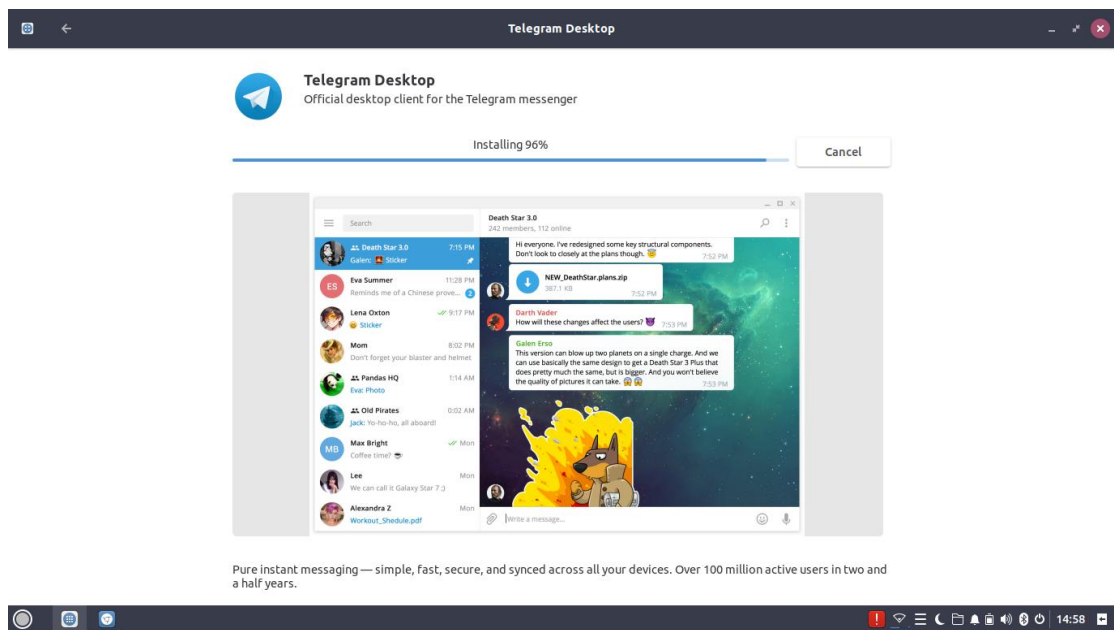 Telegram Desktop
Telegram Desktop
Official desktop client for the Telegram messenger
Installing 96%
Cancel
Search
Death Star 3.0
242 members, 112 online
Death Star 3.0 7:15 PM
Galen: Sticker
ES
Eva Summer 11:28 PM
Reminds me of a Chinese prove... 2
Lena Oxton 9:17 PM
Sticker
Mom 8:02 PM
Don't forget your blaster and helmet
Pandas HQ 1:14 AM
Eva: Photo
Old Pirates 0:02 AM
Jack: Yo-ho-ho, all aboard!
MB
Max Bright Mon
Coffee time?
Lee Mon
We can call it Galaxy Star 7 ;)
Alexandra Z Mon
Workout_Shedule.pdf
Hi everyone. I've redesigned some key structural components.
Don't look to closely at the plans though. 7:52 PM
NEW_DeathStar.plans.zip
387.1 KB 7:52 PM
Darth Vader
How will these changes affect the users? 7:53 PM
Galen Erso
This version can blow up two planets on a single charge. And we
can use basically the same design to get a Death Star 3 Plus that
does pretty much the same, but is bigger. And you won't believe
the quality of pictures it can take. 7:53 PM
Write a message...
Pure instant messaging — simple, fast, secure, and synced across all your devices. Over 100 million active users in two and
a half years.
14:58